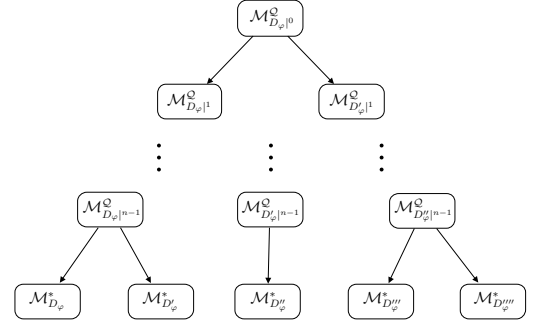 $\mathcal{M}^{\mathcal{Q}}_{D_\varphi|^0}$
$\mathcal{M}^{\mathcal{Q}}_{D_\varphi|^1}$ $\mathcal{M}^{\mathcal{Q}}_{D'_\varphi|^1}$
$\mathcal{M}^{\mathcal{Q}}_{D_\varphi|^{n-1}}$ $\mathcal{M}^{\mathcal{Q}}_{D'_\varphi|^{n-1}}$ $\mathcal{M}^{\mathcal{Q}}_{D''_\varphi|^{n-1}}$
$\mathcal{M}^*_{D_\varphi}$ $\mathcal{M}^*_{D'_\varphi}$ $\mathcal{M}^*_{D''_\varphi}$ $\mathcal{M}^*_{D'''_\varphi}$ $\mathcal{M}^*_{D''''_\varphi}$